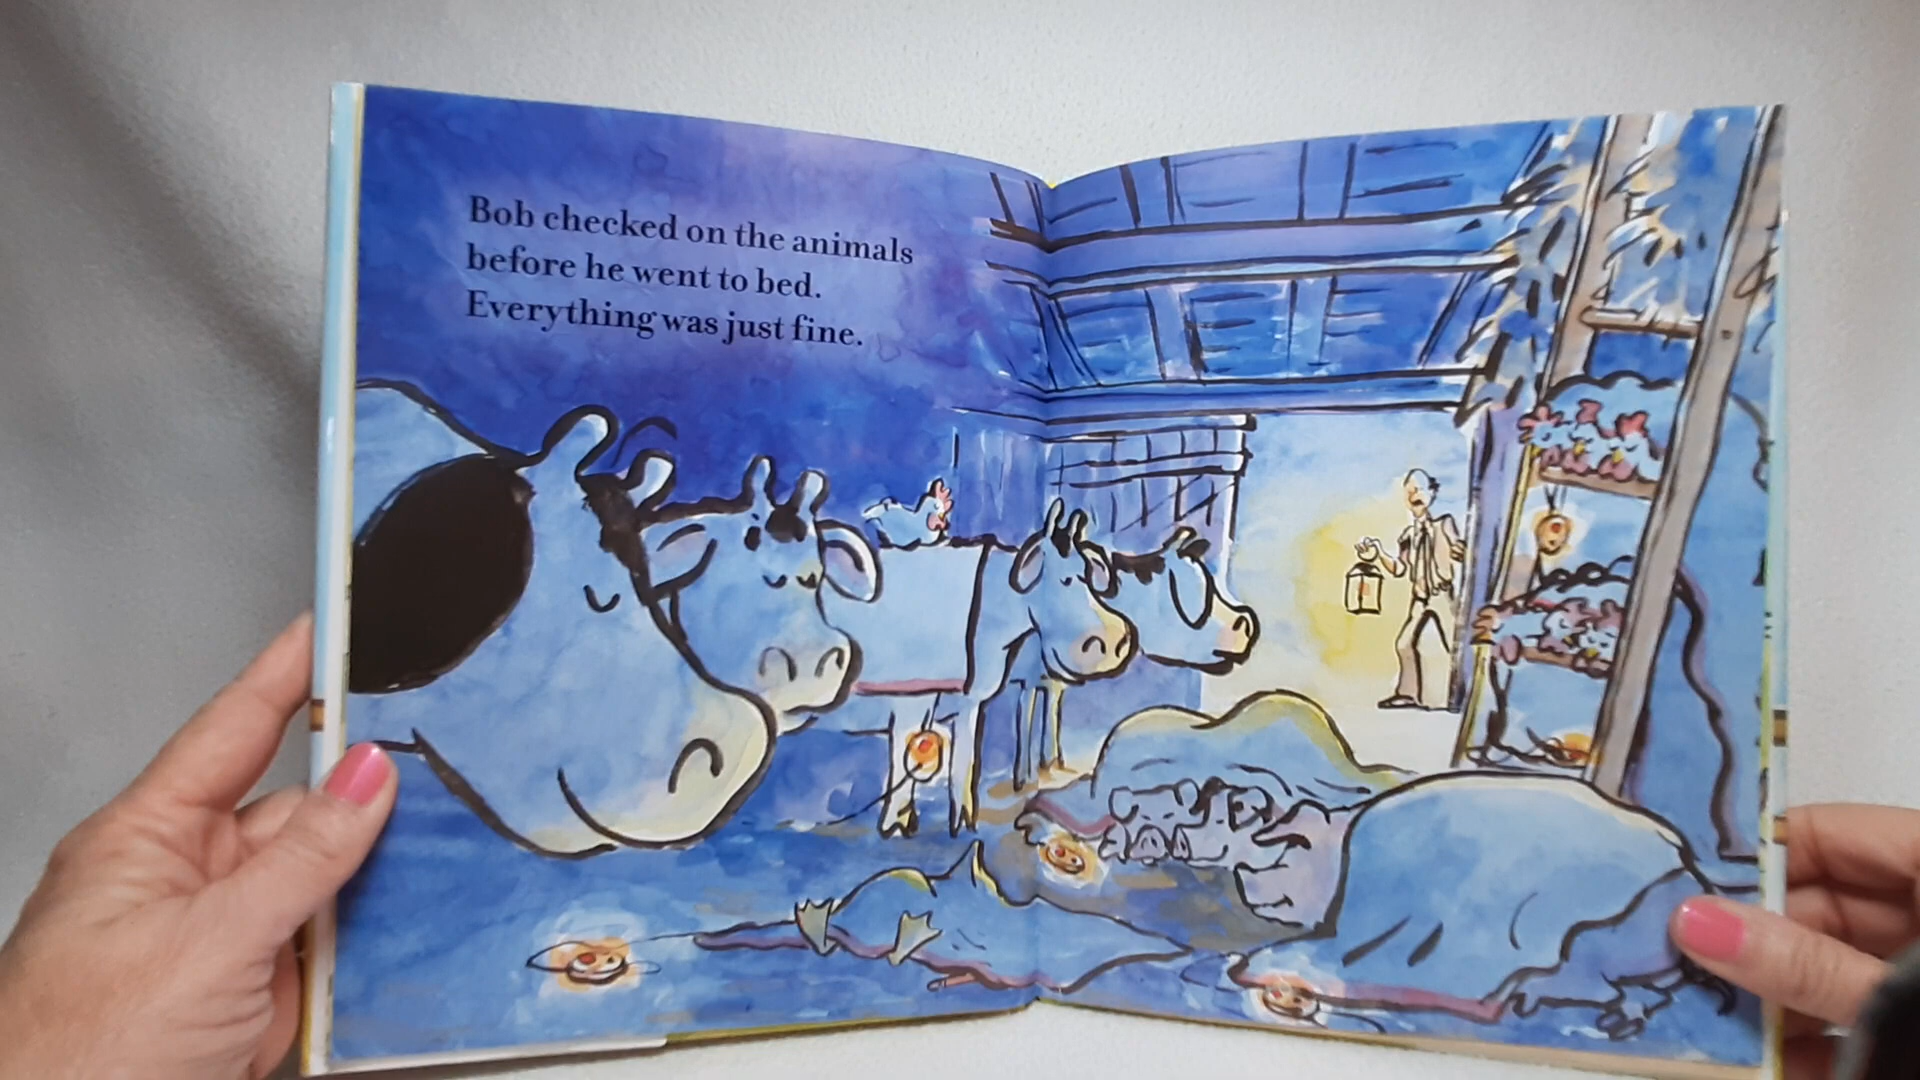 Bob checked on the animals
before he went to bed.
Everything was just fine.